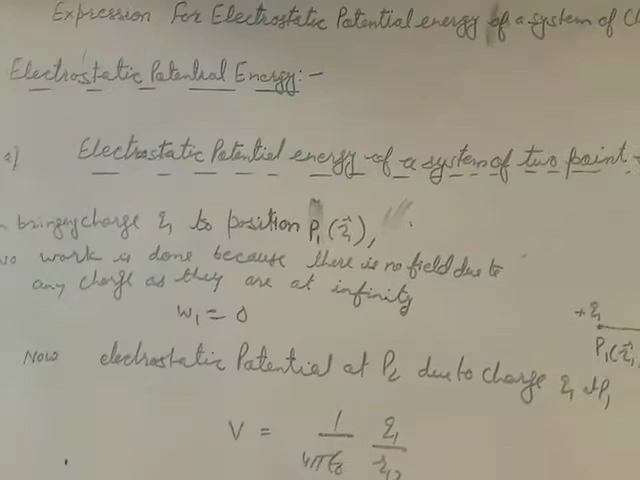 Expression For Electrostatic Potential energy of a system of
Electrostatic Potential Energy:-
a) Electrostatic Potential energy of a system of two point
bringing charge q₁ to position P₁(r⃗₁),
no work is done because there is no field due to
any charge as they are at infinity
W₁ = 0
+q₁
P₁(r⃗₁)
Now electrostatic Potential at P₂ due to charge q₁ at P₁
V = 1/4πε₀ q₁/r₁₂